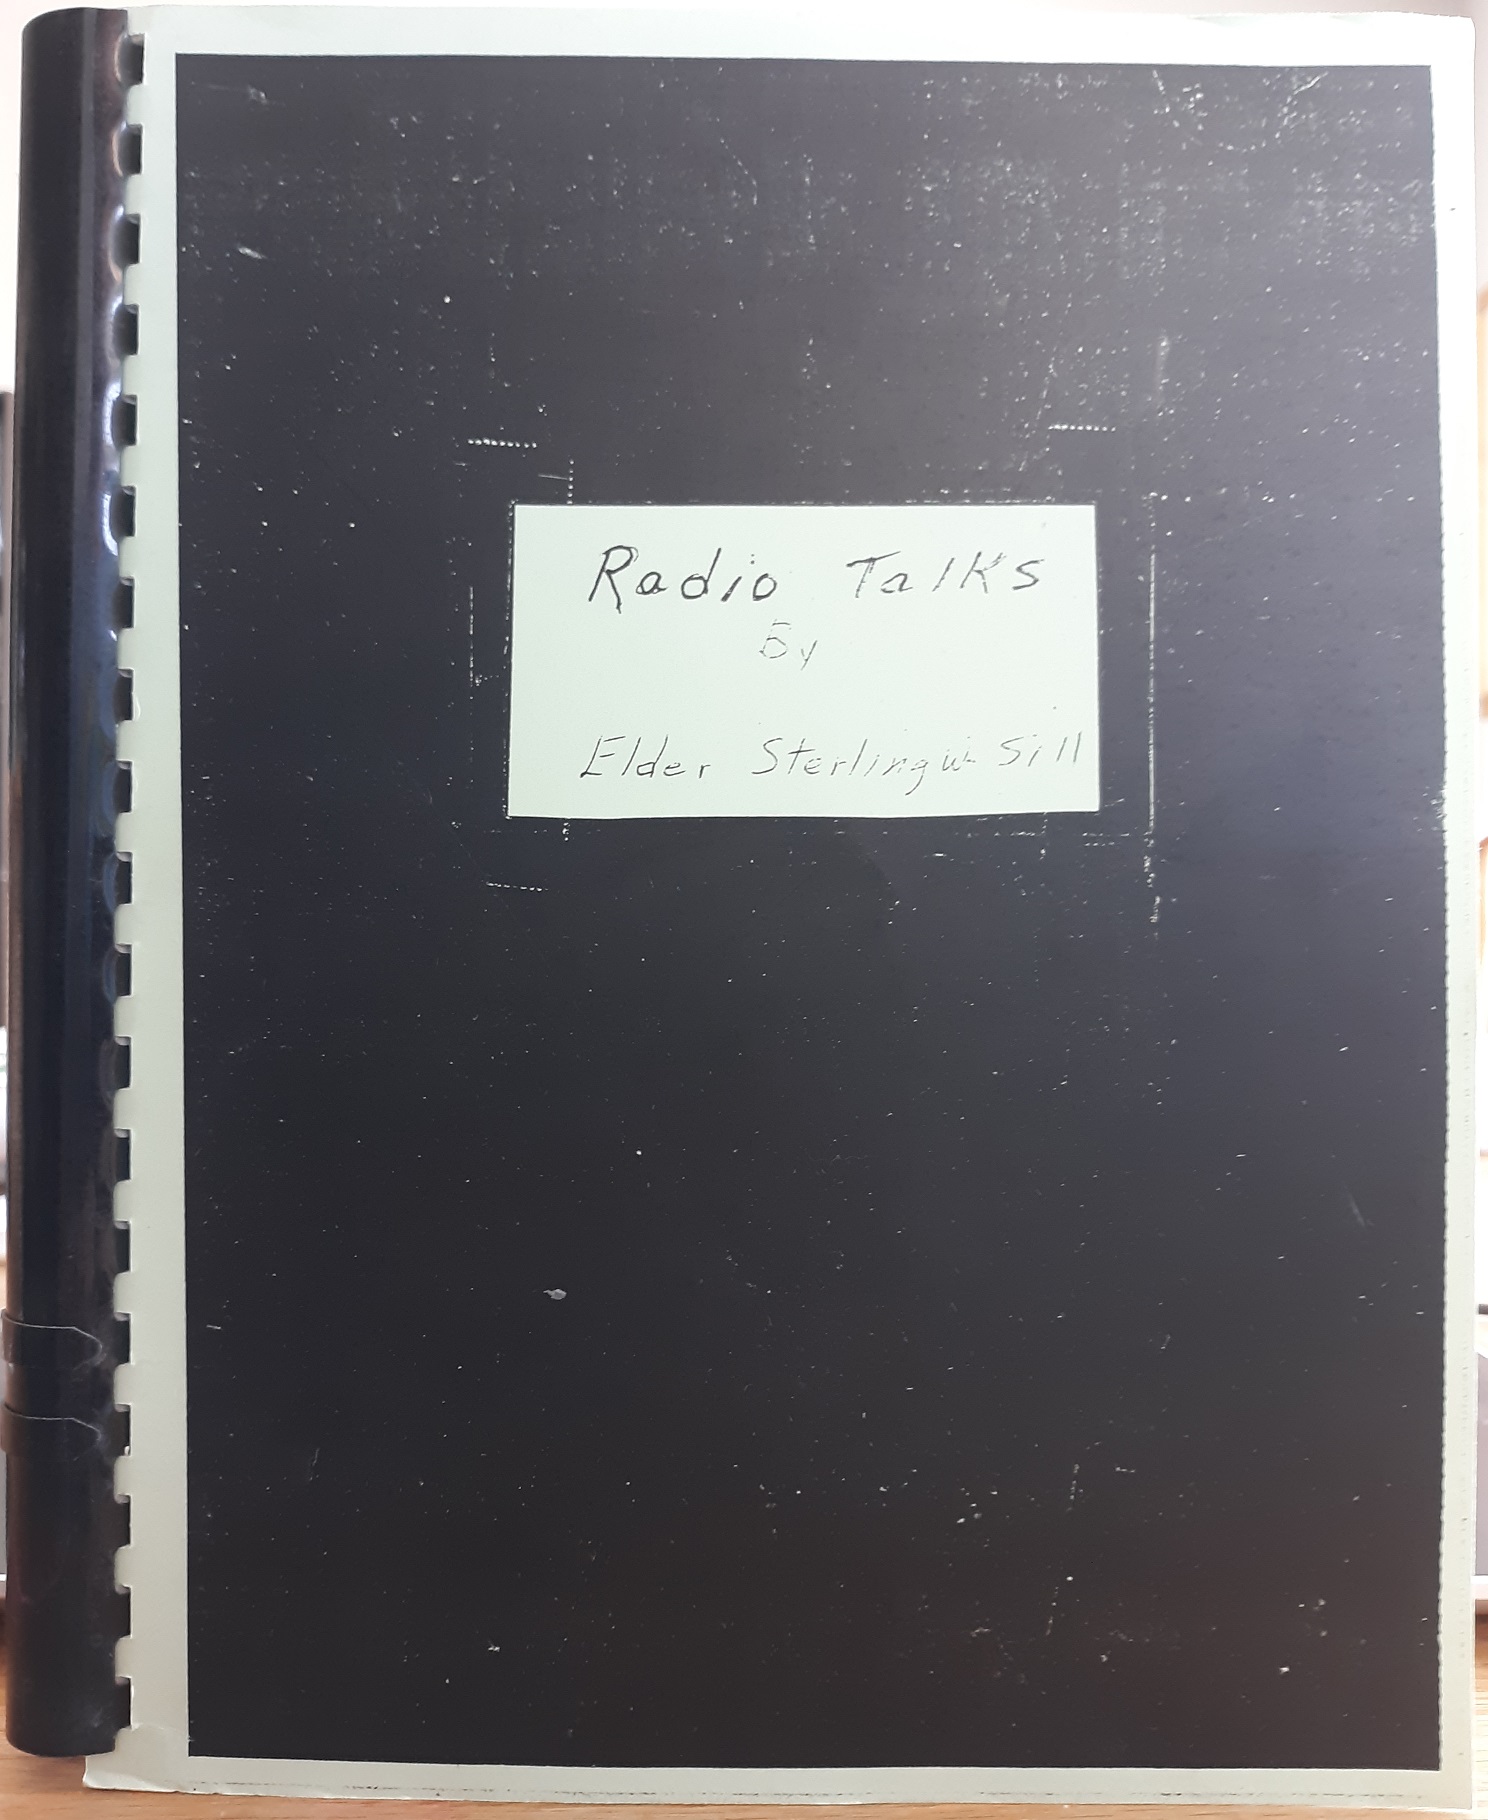 Radio Talks
By
Elder Sterling W Sill